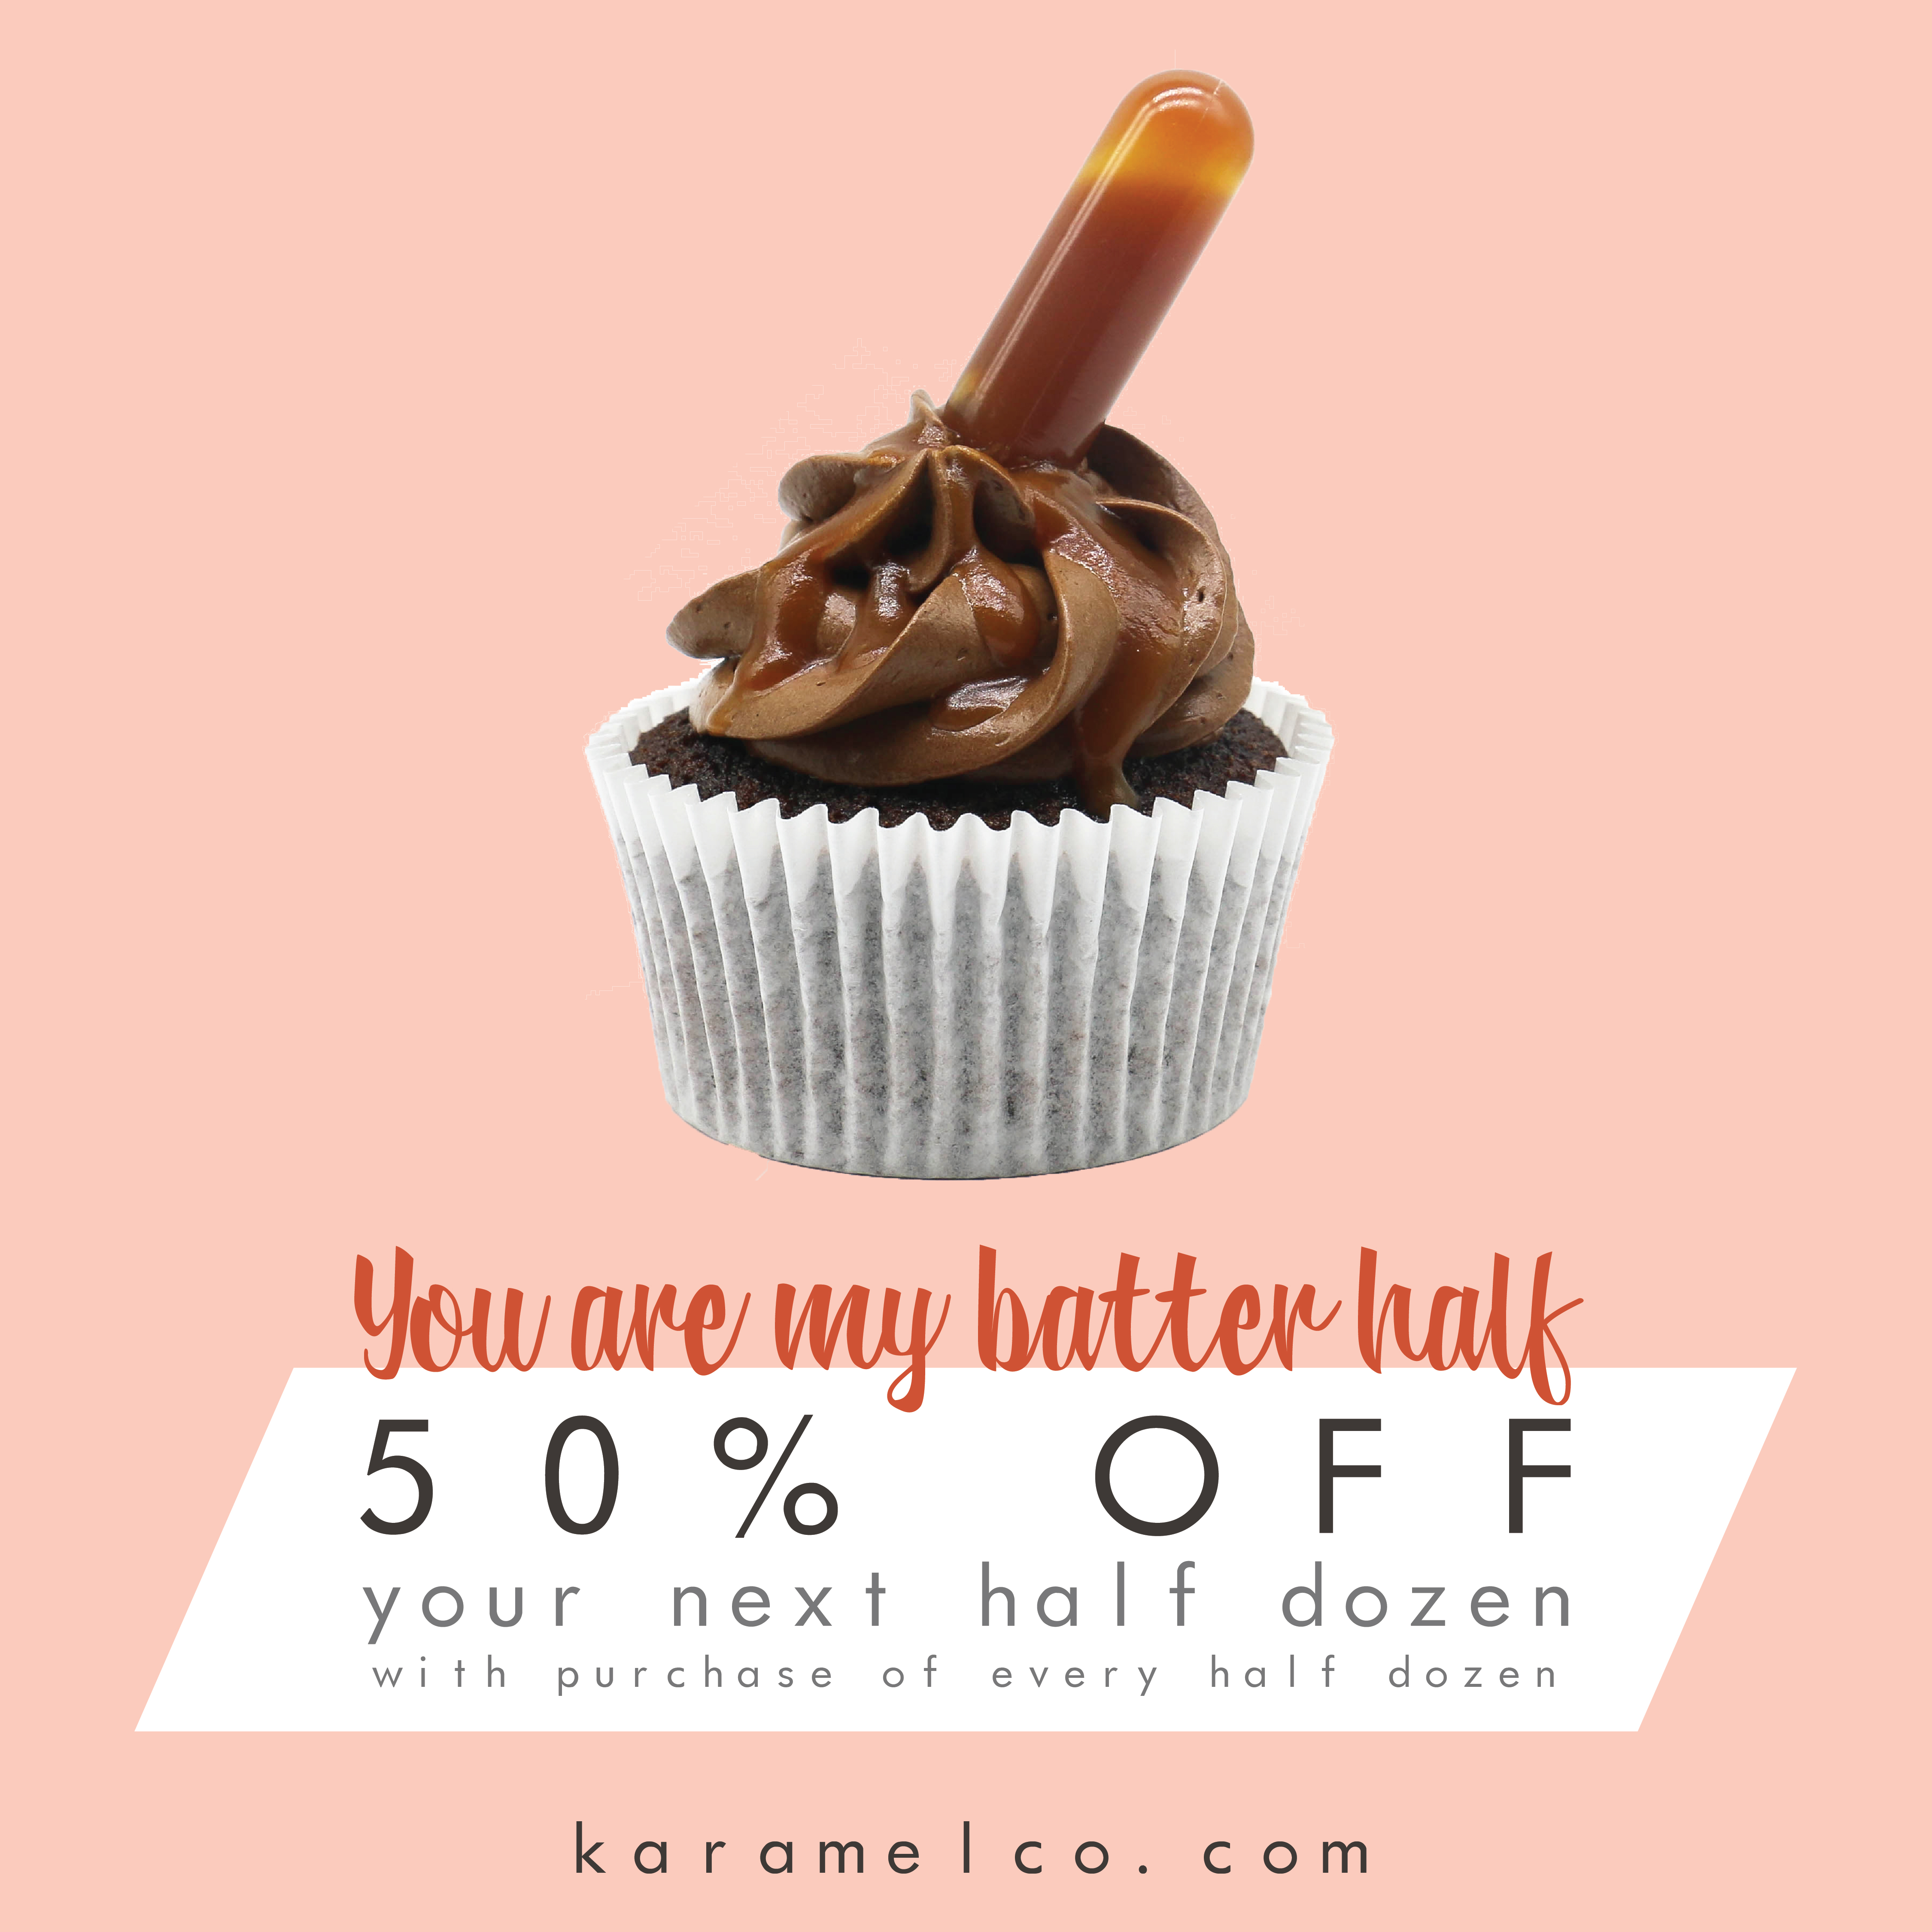 You are my batter half
50% OFF
your next half dozen
with purchase of every half dozen
karamelco.com